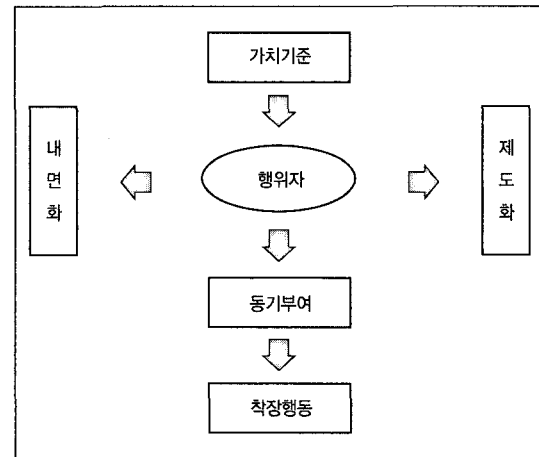 가치기준
내면화
행위자
제도화
동기부여
착장행동